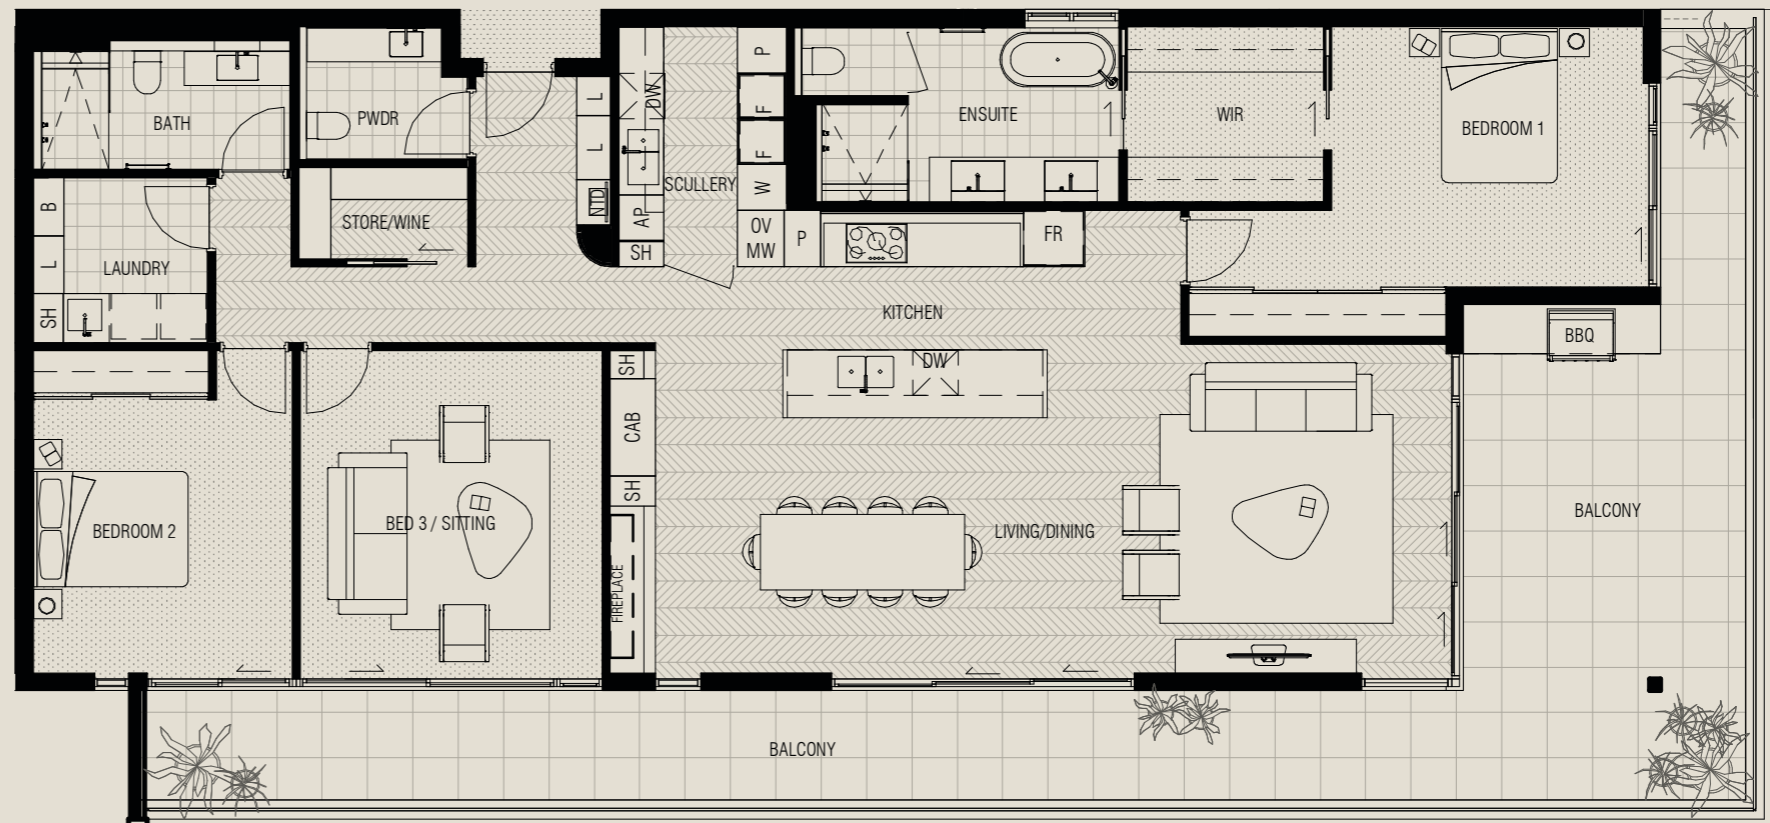 BATH
PWDR
L
L
NTD
DW
SCULLERY
AP
SH
P
F
F
W
OV
MW
P
FR
ENSUITE
WIR
BEDROOM 1
STORE/WINE
B
L
SH
LAUNDRY
KITCHEN
DW
BBQ
SH
CAB
SH
FIREPLACE
BEDROOM 2
BED 3 / SITTING
LIVING/DINING
BALCONY
BALCONY